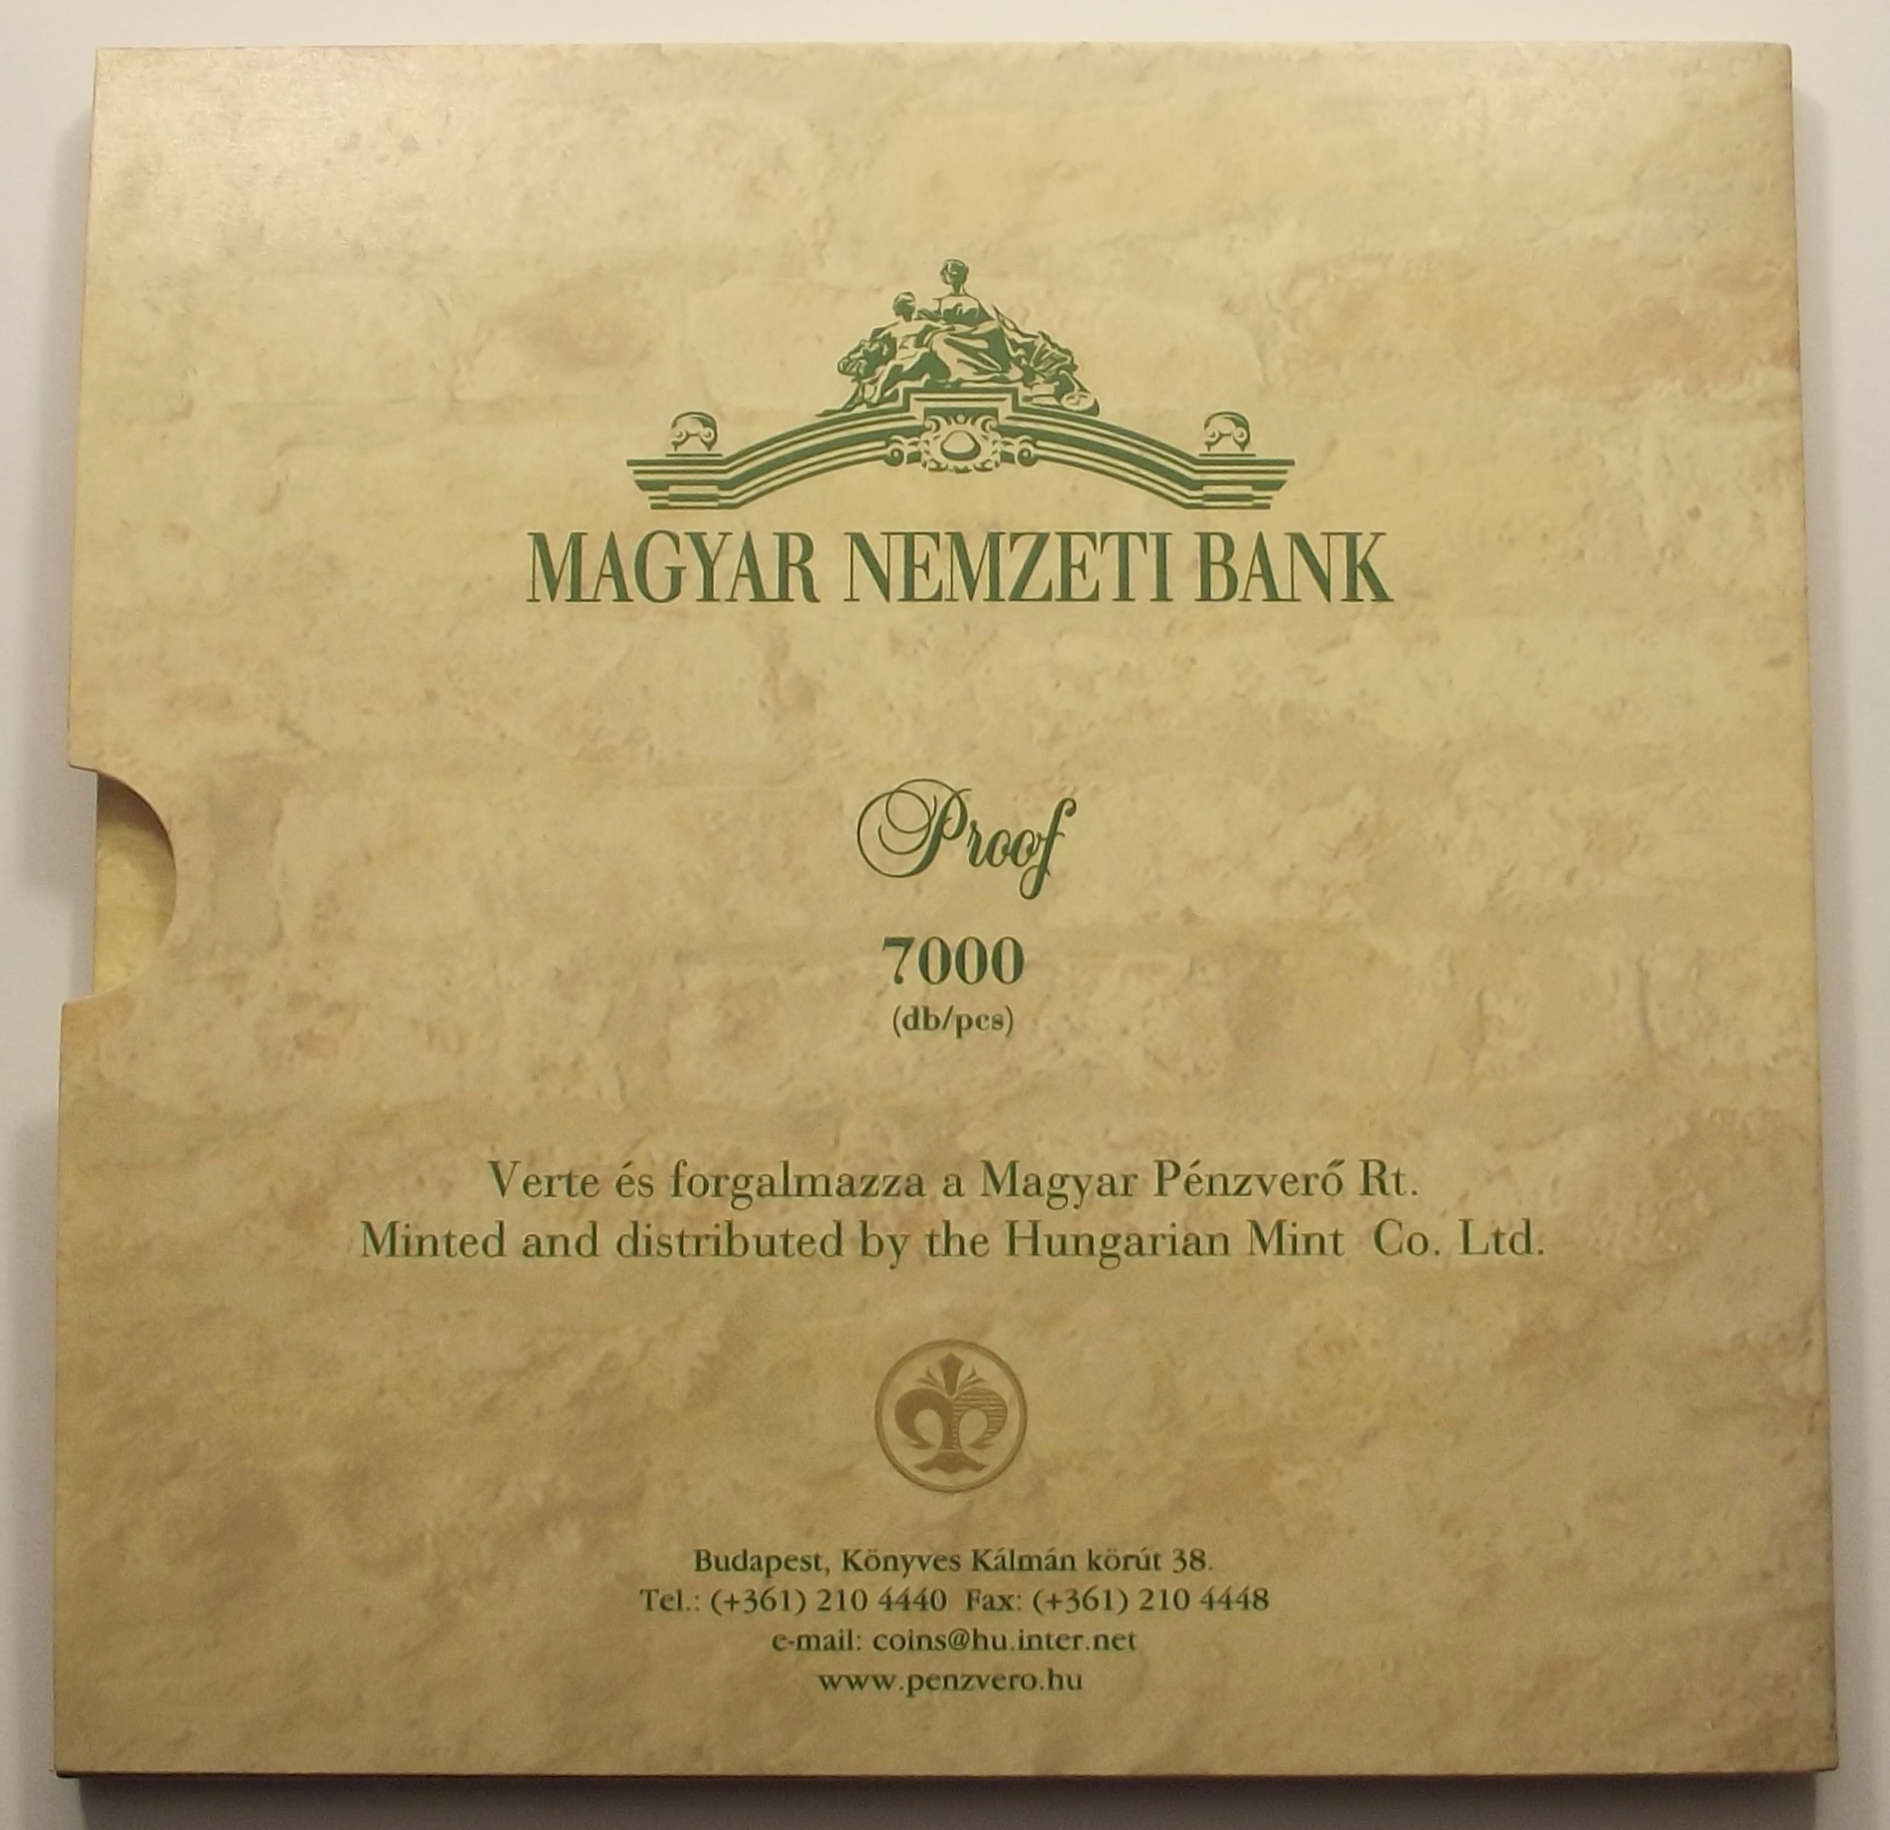 MAGYAR NEMZETI BANK
Proof
7000
(db/pcs)
Verte és forgalmazza a Magyar Pénzverő Rt.
Minted and distributed by the Hungarian Mint Co. Ltd.
Budapest, Könyves Kálmán körút 38.
Tel.: (+361) 210 4440 Fax: (+361) 210 4448
e-mail: coins@hu.inter.net
www.penzvero.hu